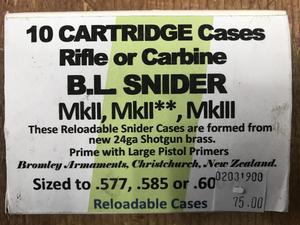 10 CARTRIDGE Cases
Rifle or Carbine
B.L. SNIDER
MkII, MkII**, MkIII
These Reloadable Snider Cases are formed from
new 24ga Shotgun brass.
Prime with Large Pistol Primers
Bromley Armaments, Christchurch, New Zealand.
Sized to .577, .585 or .60
02031900
75.00
Reloadable Cases